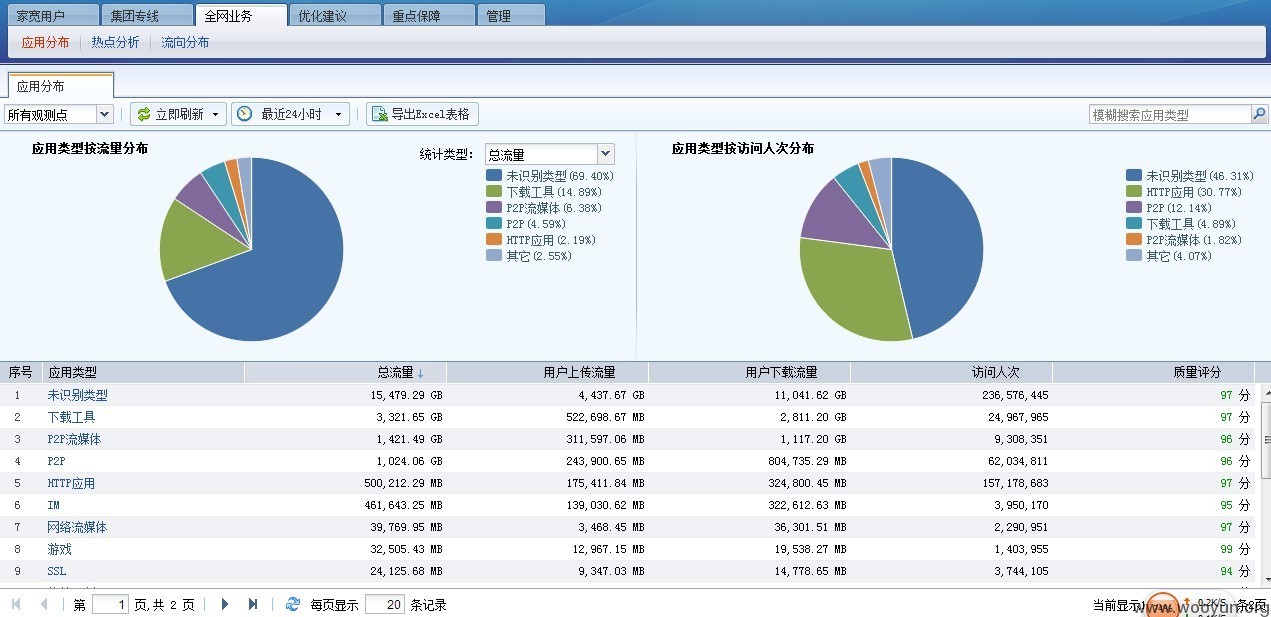 家宽用户 集团专线 全网业务 优化建议 重点保障 管理
应用分布 热点分析 流向分布
应用分布
所有观测点 立即刷新 最近24小时 导出Excel表格 模糊搜索应用类型
应用类型按流量分布 统计类型: 总流量
未识别类型(69.40%)
下载工具(14.89%)
P2P流媒体(6.38%)
P2P(4.59%)
HTTP应用(2.19%)
其它(2.55%)
应用类型按访问人次分布
未识别类型(46.31%)
HTTP应用(30.77%)
P2P(12.14%)
下载工具(4.89%)
P2P流媒体(1.82%)
其它(4.07%)
序号 应用类型 总流量↓ 用户上传流量 用户下载流量 访问人次 质量评分
1 未识别类型 15,479.29 GB 4,437.67 GB 11,041.62 GB 236,576,445 97 分
2 下载工具 3,321.65 GB 522,698.67 MB 2,811.20 GB 24,967,965 97 分
3 P2P流媒体 1,421.49 GB 311,597.06 MB 1,117.20 GB 9,308,351 96 分
4 P2P 1,024.06 GB 243,900.65 MB 804,735.29 MB 62,034,811 96 分
5 HTTP应用 500,212.29 MB 175,411.84 MB 324,800.45 MB 157,178,683 97 分
6 IM 461,643.25 MB 139,030.62 MB 322,612.63 MB 3,950,170 95 分
7 网络流媒体 39,769.95 MB 3,468.45 MB 36,301.51 MB 2,290,951 97 分
8 游戏 32,505.43 MB 12,967.15 MB 19,538.27 MB 1,403,955 99 分
9 SSL 24,125.68 MB 9,347.03 MB 14,778.65 MB 3,744,105 94 分
第 1 页,共 2 页 每页显示 20 条记录 当前显示
www.wooyun.org